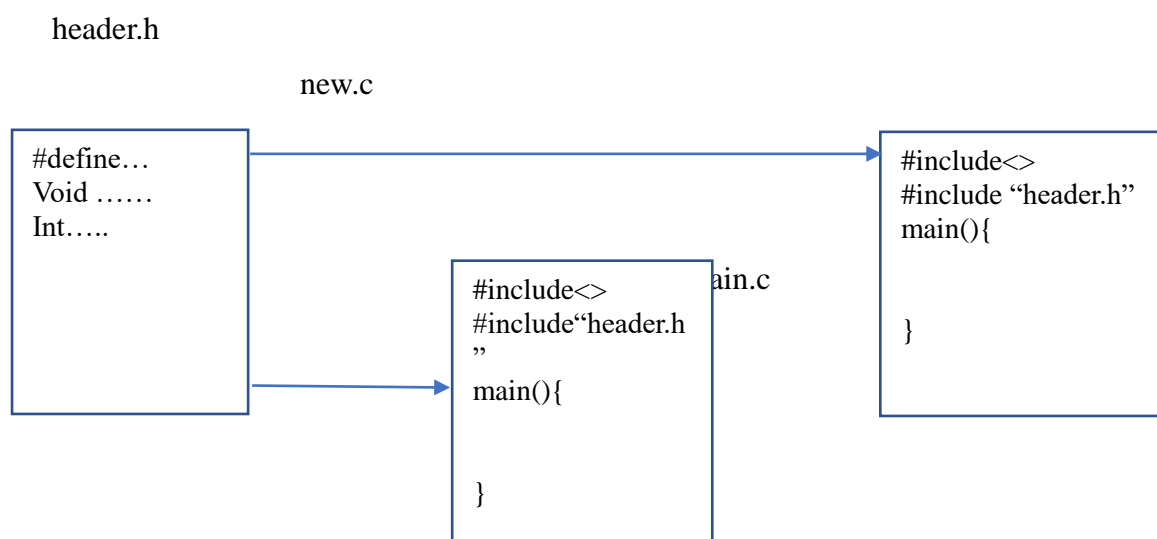 header.h
new.c
#define…
Void ……
Int…..
#include<>
#include “header.h”
main(){
}
ain.c
#include<>
#include“header.h
”
main(){
}